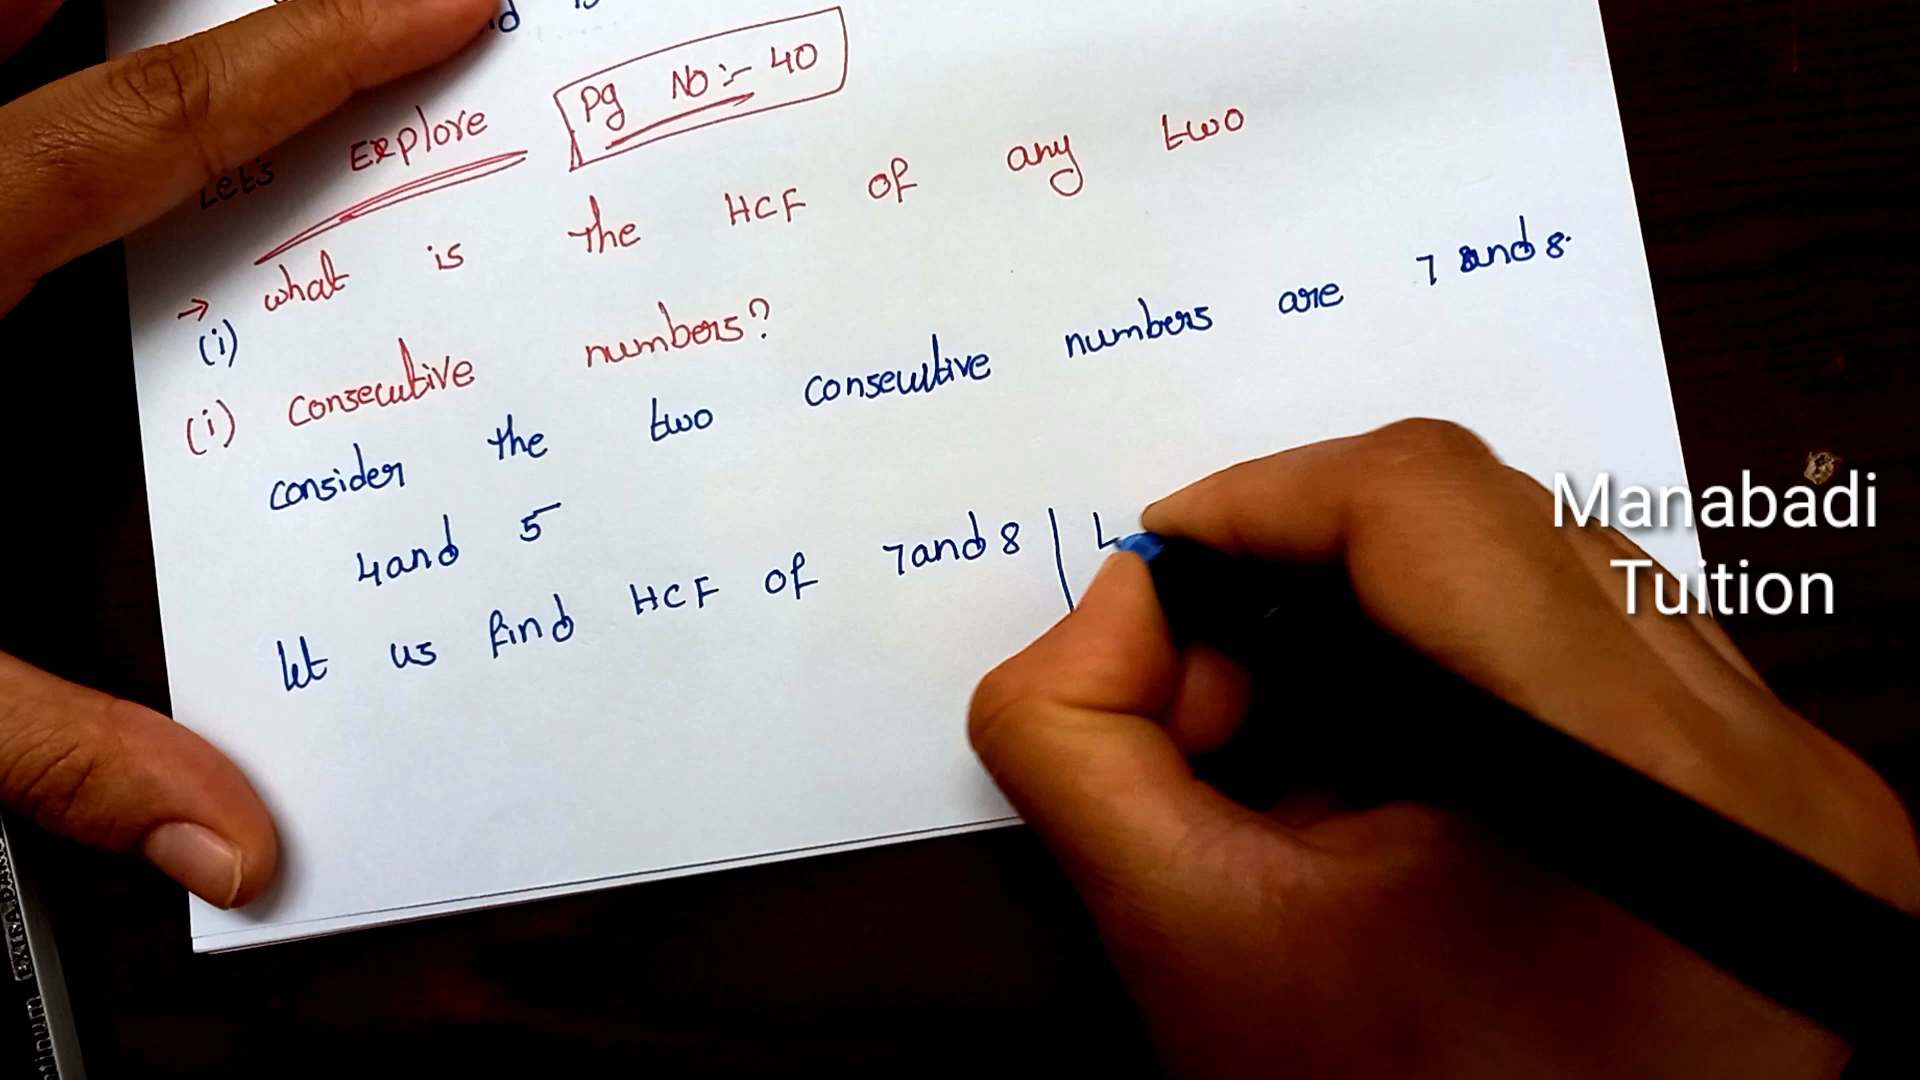 Let's Explore Pg No:- 40
→ what is the HCF of any two
(i)
(i) consecutive numbers?
consider the two consecutive numbers are 7 and 8.
4 and 5
let us find HCF of 7 and 8 |
Manabadi
Tuition